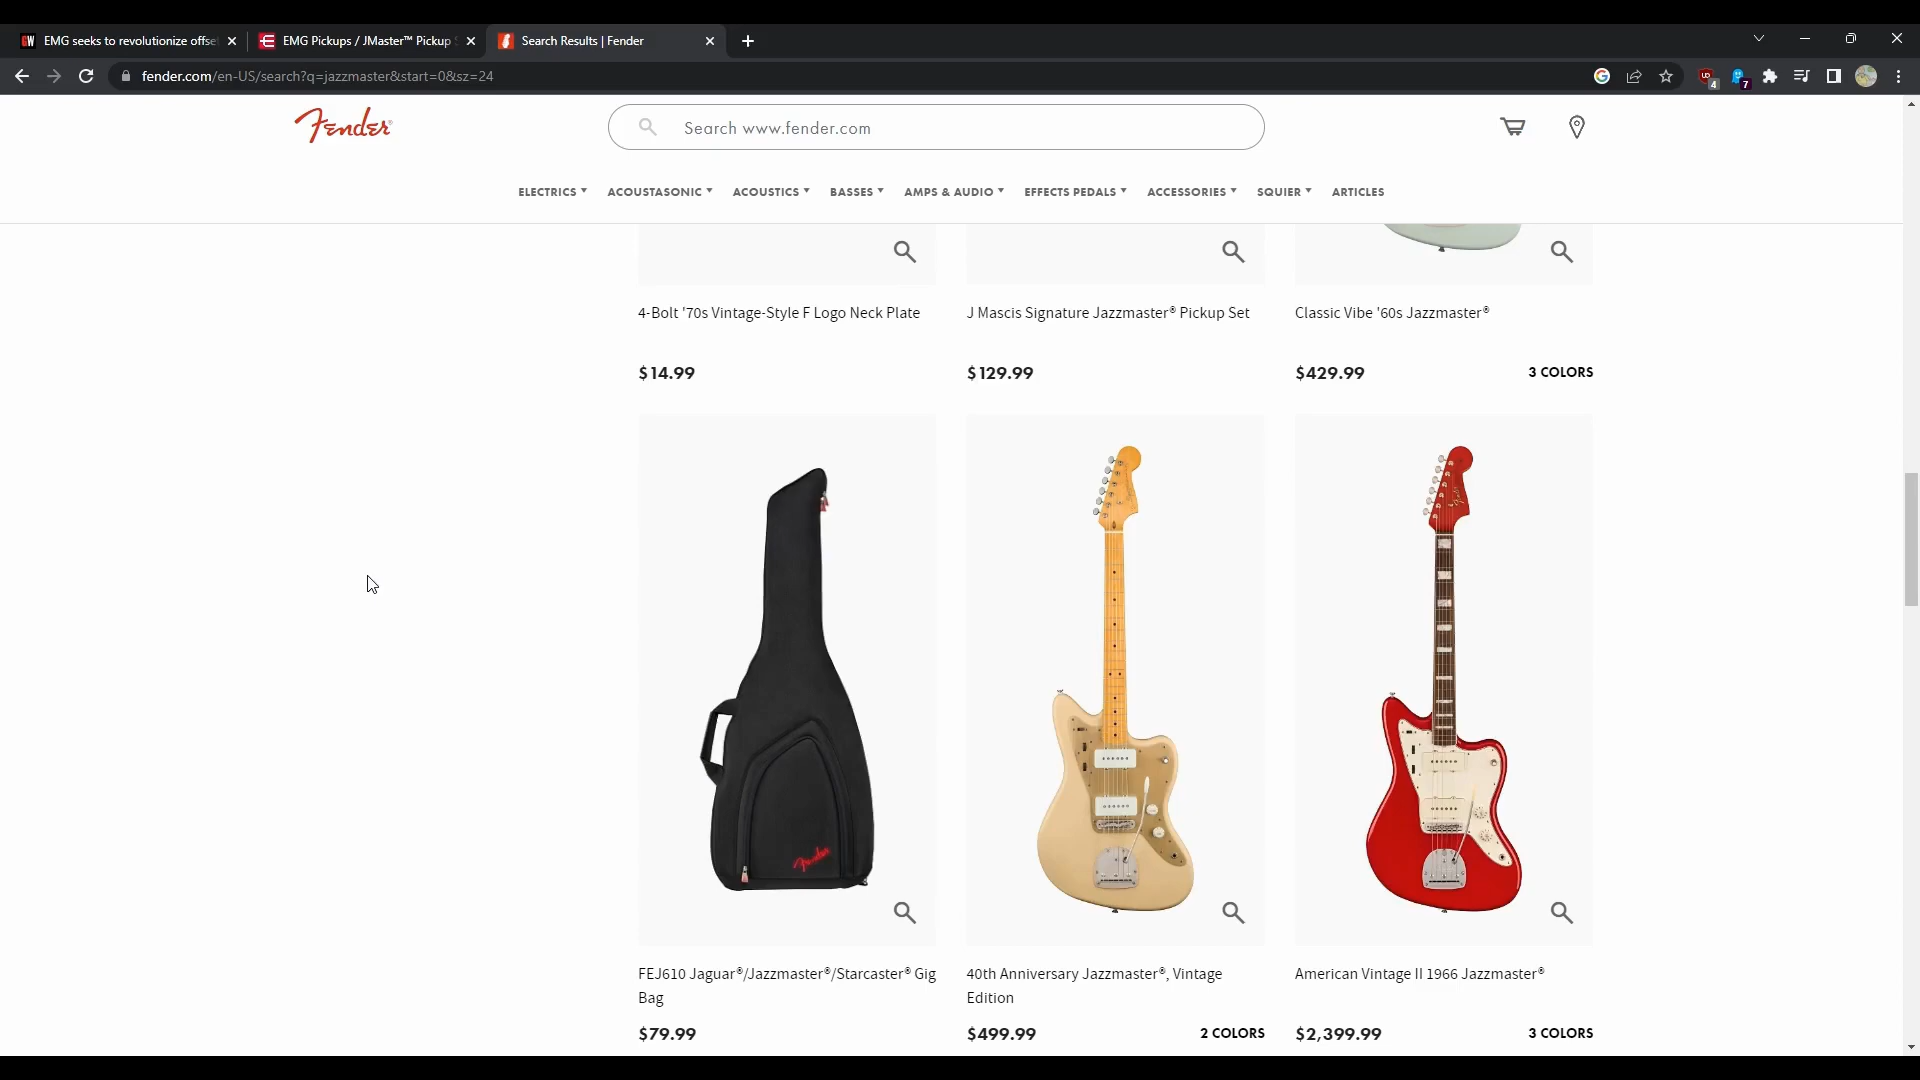 EMG seeks to revolutionize offse
EMG Pickups / JMaster™ Pickup S
Search Results | Fender
fender.com/en-US/search?q=jazzmaster&start=0&sz=24
4
7
Fender
Search www.fender.com
ELECTRICS ACOUSTASONIC ACOUSTICS BASSES AMPS & AUDIO EFFECTS PEDALS ACCESSORIES SQUIER ARTICLES
4-Bolt '70s Vintage-Style F Logo Neck Plate
$14.99
J Mascis Signature Jazzmaster® Pickup Set
$129.99
Classic Vibe '60s Jazzmaster®
$429.99
3 COLORS
Fender
FEJ610 Jaguar®/Jazzmaster®/Starcaster® Gig
Bag
$79.99
40th Anniversary Jazzmaster®, Vintage
Edition
$499.99
2 COLORS
American Vintage II 1966 Jazzmaster®
$2,399.99
3 COLORS